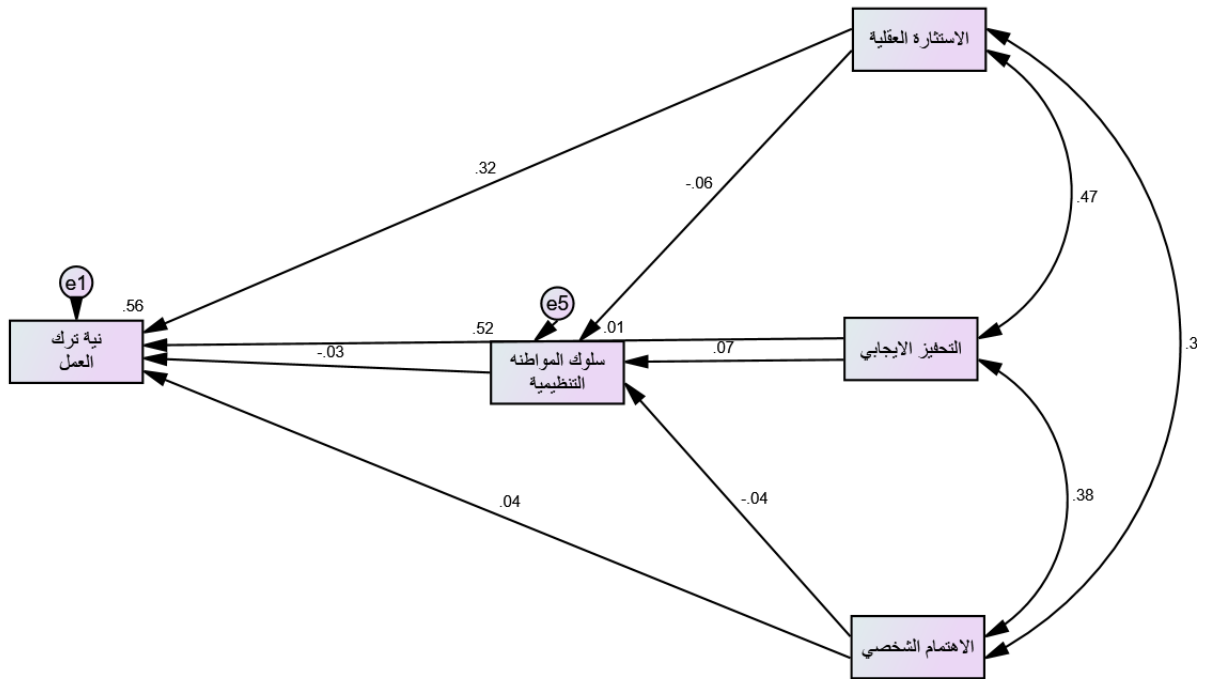 الاستثارة العقلية
.32
-.06
.47
e1
.56
e5
نية ترك
العمل
.52
.01
-.03
سلوك المواطنه
التنظيمية
.07
التحفيز الايجابي
.3
.04
-.04
.38
الاهتمام الشخصي